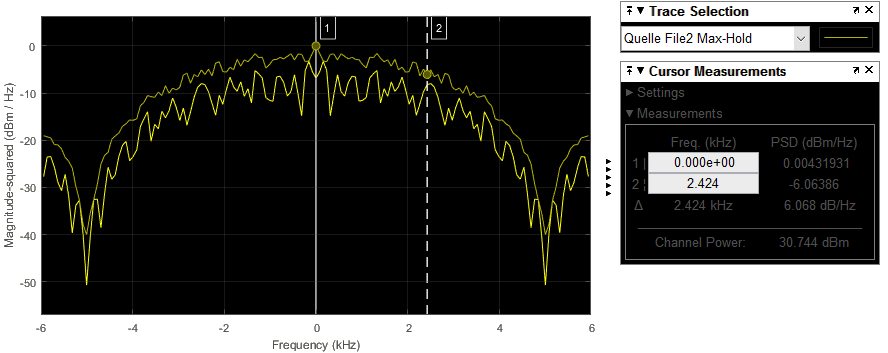 1
2
0
-10
-20
-30
-40
-50
-6
-4
-2
0
2
4
6
Magnitude-squared (dBm / Hz)
Frequency (kHz)
Trace Selection
Quelle File2 Max-Hold
Cursor Measurements
Settings
Measurements
Freq. (kHz) PSD (dBm/Hz)
1 0.000e+00 0.00431931
2 2.424 -6.06386
Δ 2.424 kHz 6.068 dB/Hz
Channel Power: 30.744 dBm